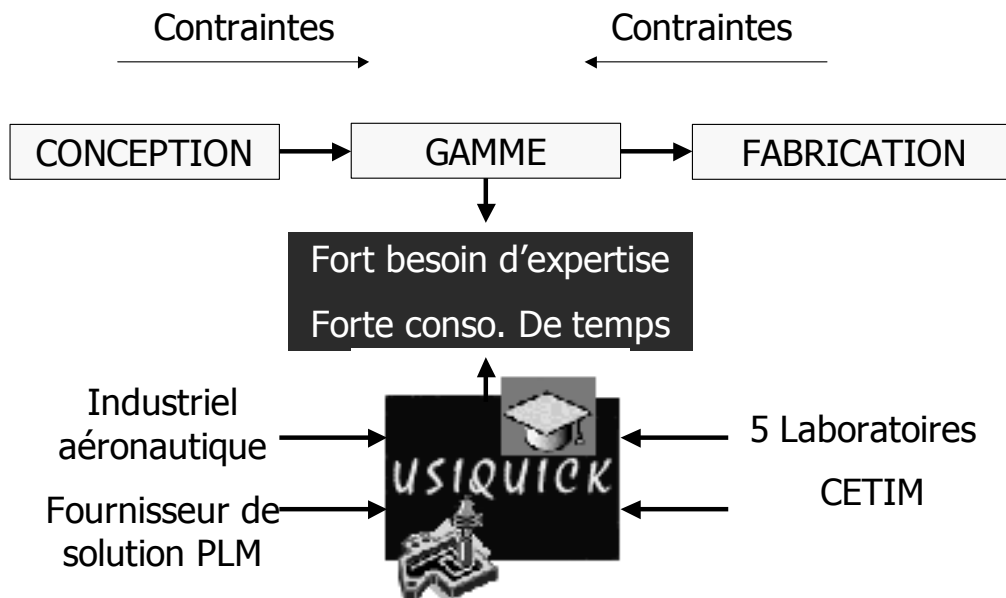 Contraintes
Contraintes
CONCEPTION
GAMME
FABRICATION
Fort besoin d’expertise
Forte conso. De temps
Industriel
aéronautique
Fournisseur de
solution PLM
USIQUICK
5 Laboratoires
CETIM